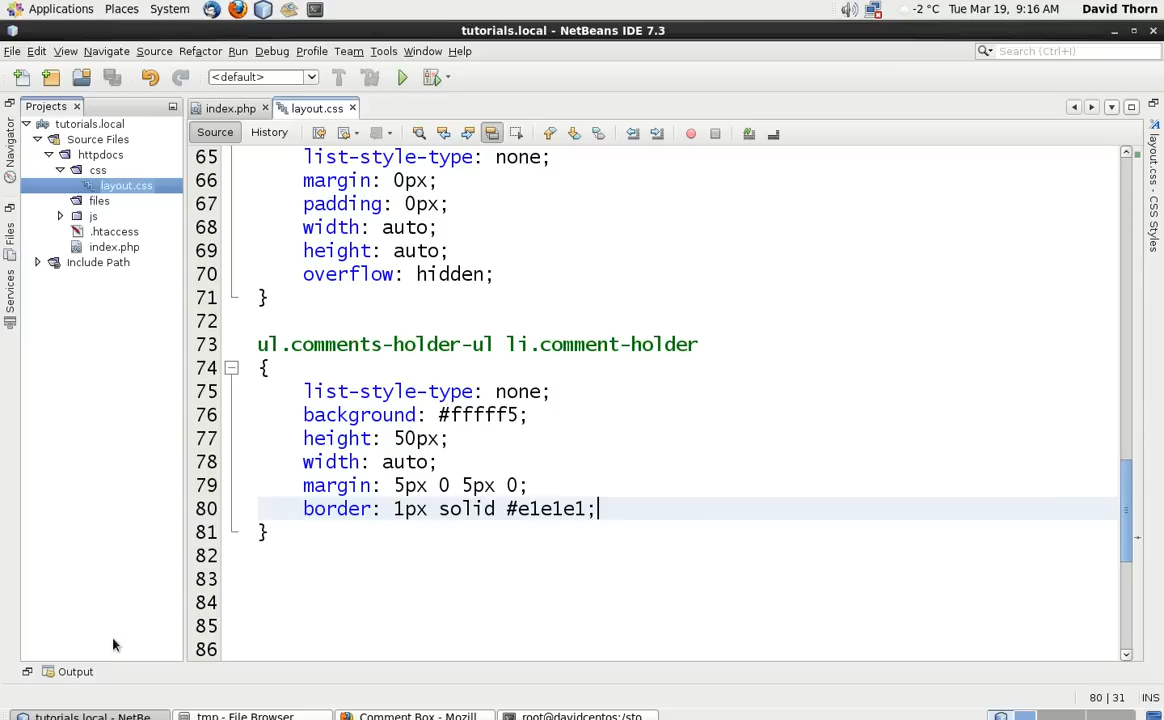 Applications Places System -2 °C Tue Mar 19, 9:16 AM David Thorn
tutorials.local - NetBeans IDE 7.3
File Edit View Navigate Source Refactor Run Debug Profile Team Tools Window Help Search (Ctrl+I)
<default>
Projects index.php layout.css
Source History
Navigator
Files
Services
tutorials.local
Source Files
httpdocs
css
layout.css
files
js
.htaccess
index.php
Include Path
65 list-style-type: none;
66 margin: 0px;
67 padding: 0px;
68 width: auto;
69 height: auto;
70 overflow: hidden;
71 }
72
73 ul.comments-holder-ul li.comment-holder
74 {
75 list-style-type: none;
76 background: #fffff5;
77 height: 50px;
78 width: auto;
79 margin: 5px 0 5px 0;
80 border: 1px solid #e1e1e1;
81 }
82
83
84
85
86
layout.css - CSS Styles
Output
80 | 31 INS
tutorials.local - NetBe... tmp - File Browser Comment Box - Mozill... root@davidcentos:/sto...